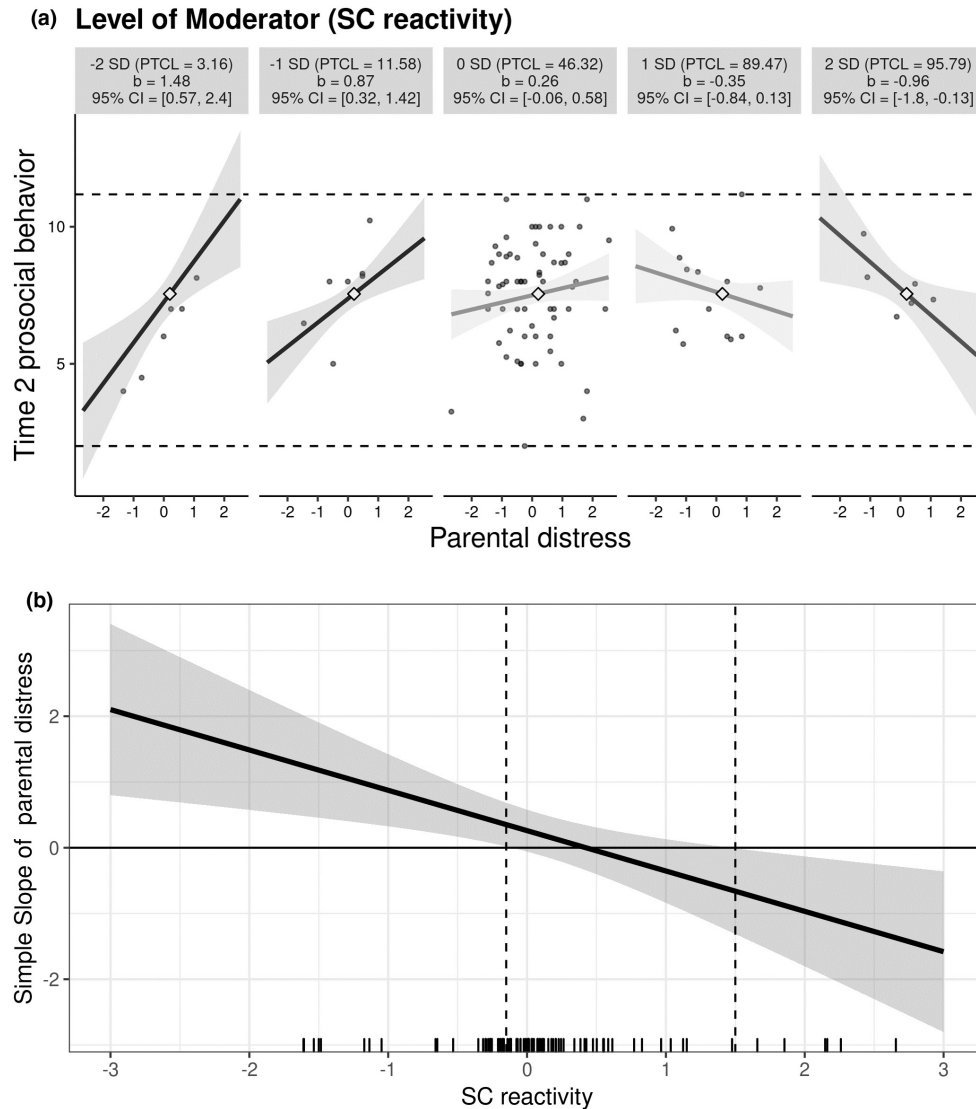 (a) Level of Moderator (SC reactivity)
-2 SD (PTCL = 3.16)
b = 1.48
95% CI = [0.57, 2.4]
-1 SD (PTCL = 11.58)
b = 0.87
95% CI = [0.32, 1.42]
0 SD (PTCL = 46.32)
b = 0.26
95% CI = [-0.06, 0.58]
1 SD (PTCL = 89.47)
b = -0.35
95% CI = [-0.84, 0.13]
2 SD (PTCL = 95.79)
b = -0.96
95% CI = [-1.8, -0.13]
Time 2 prosocial behavior
10
5
-2 -1 0 1 2
-2 -1 0 1 2
-2 -1 0 1 2
-2 -1 0 1 2
-2 -1 0 1 2
Parental distress
(b)
Simple Slope of parental distress
2
0
-2
-3 -2 -1 0 1 2 3
SC reactivity